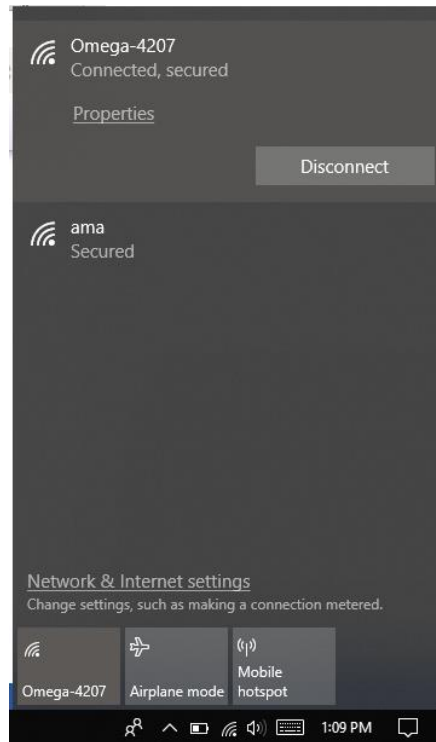 Omega-4207
Connected, secured
Properties
Disconnect
ama
Secured
Network & Internet settings
Change settings, such as making a connection metered.
Omega-4207
Airplane mode
Mobile
hotspot
1:09 PM